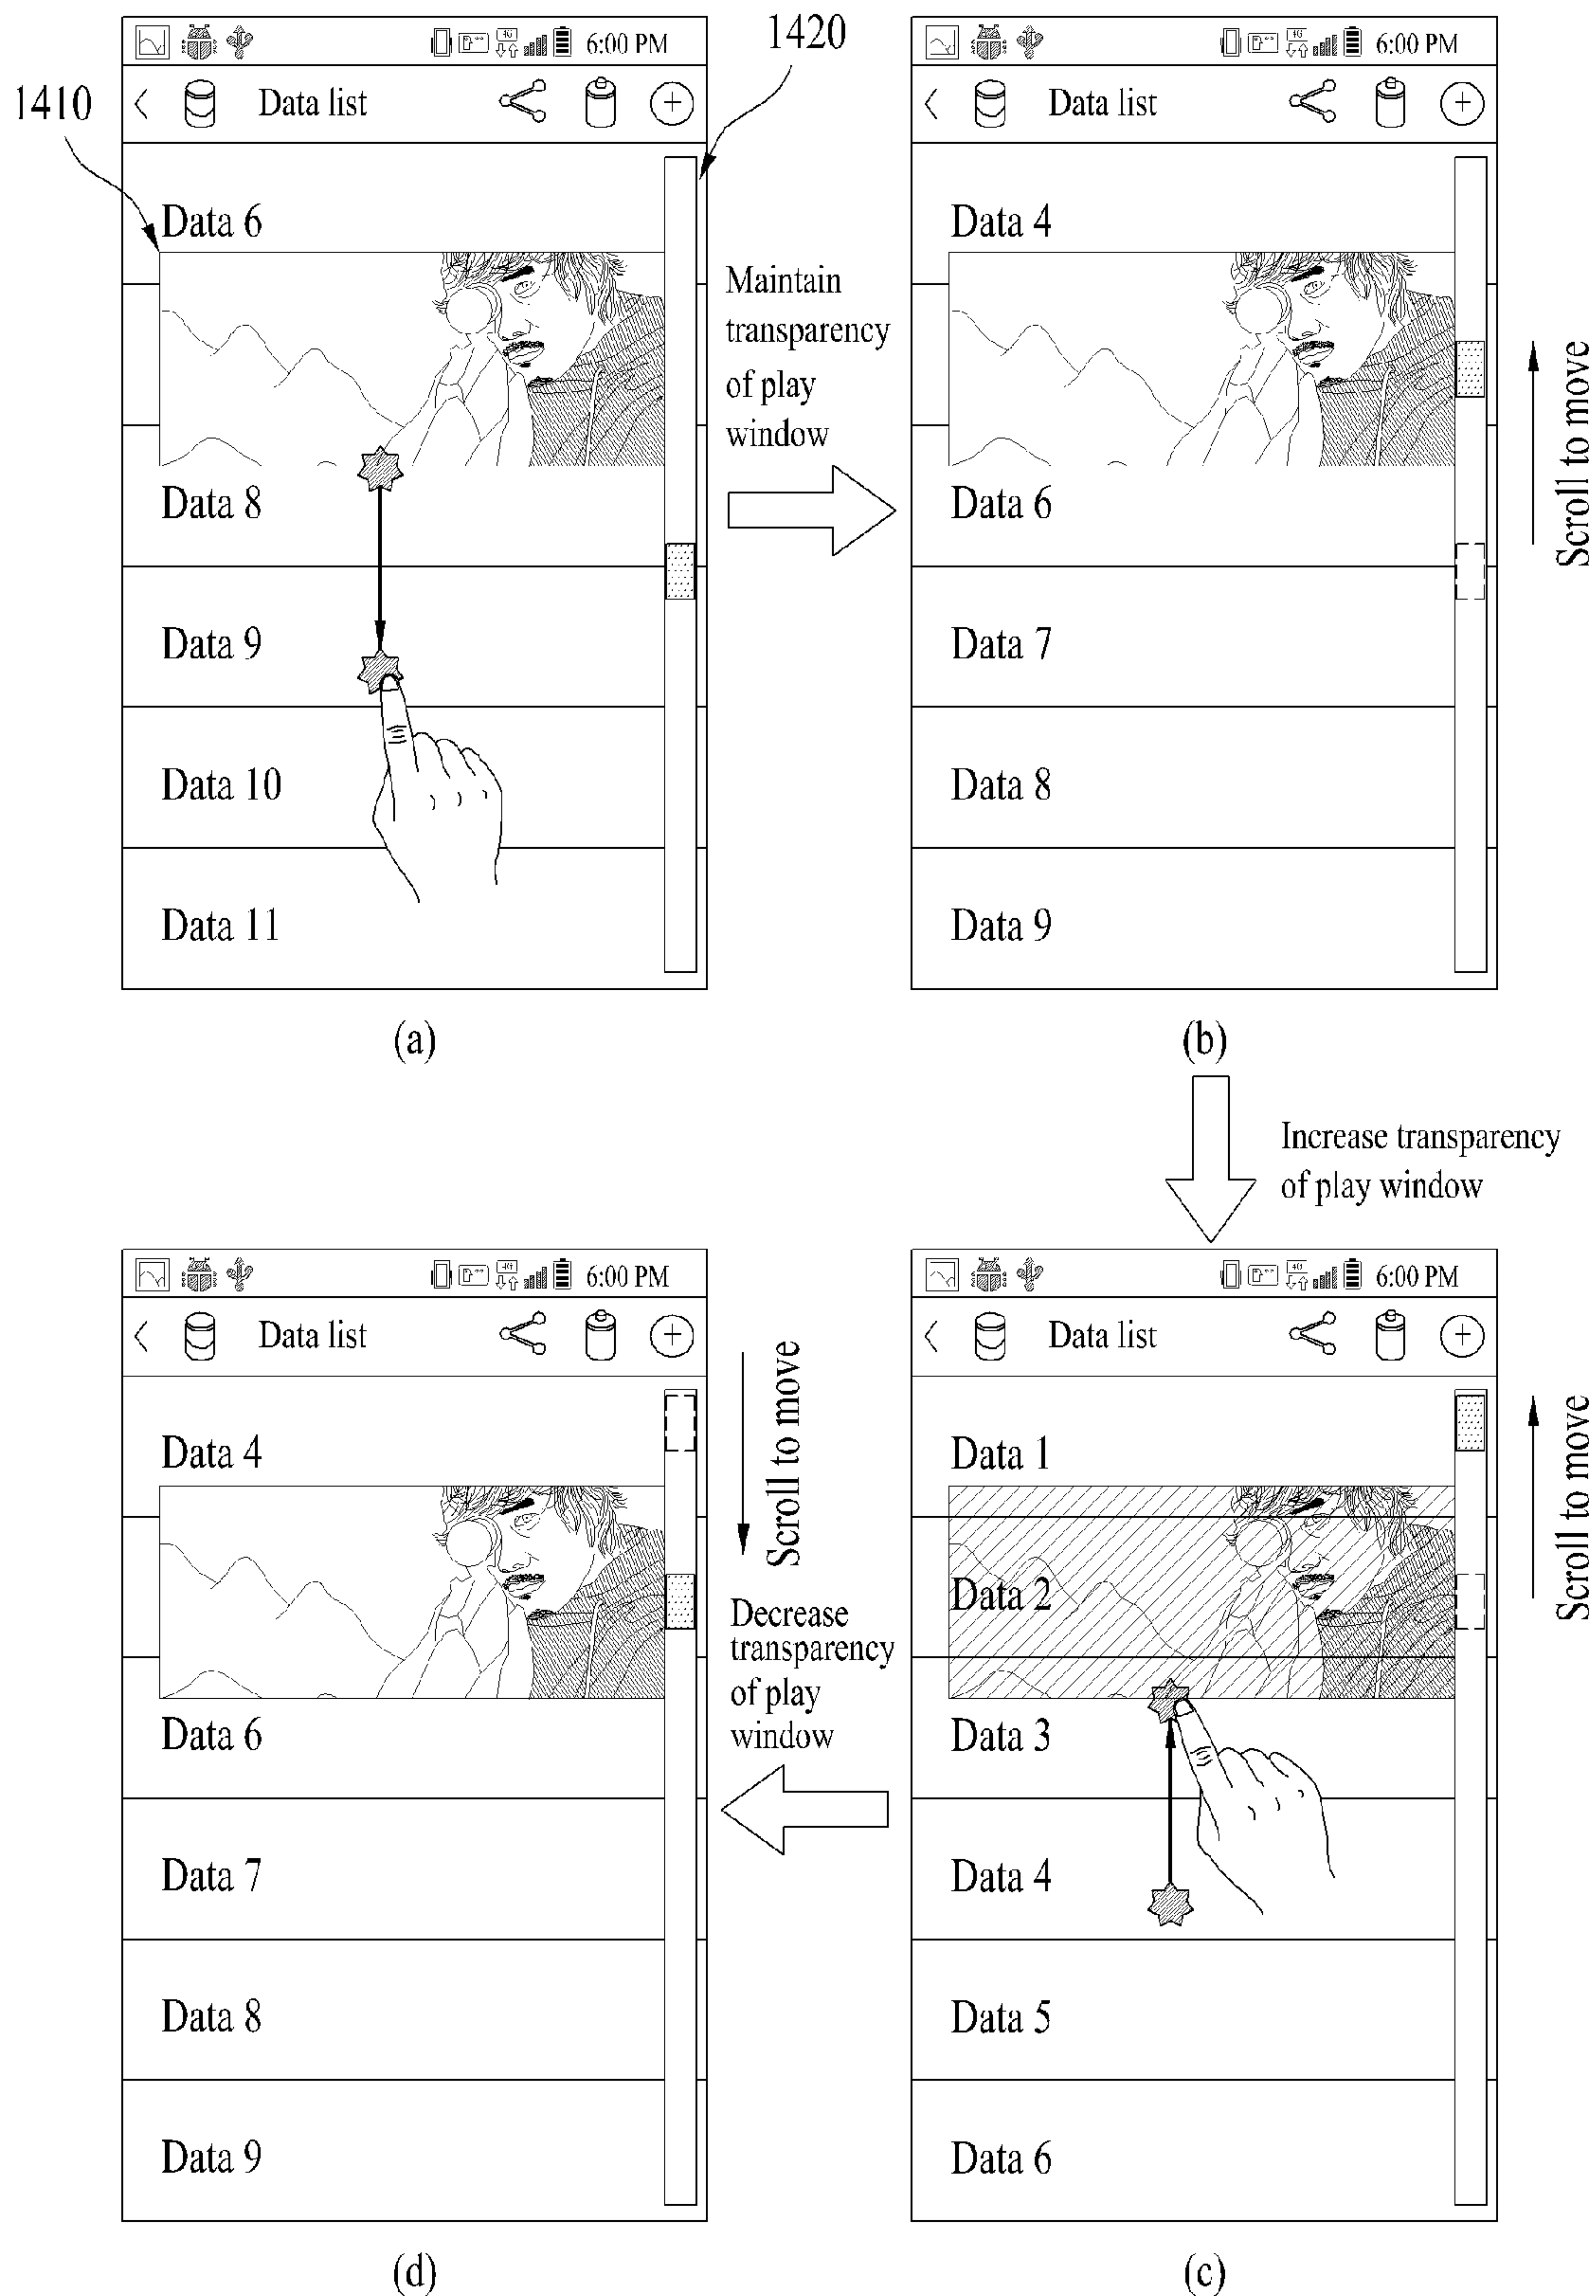 6:00 PM
1420
6:00 PM
1410
Data list
Data list
Data 6
Maintain
transparency
of play
window
Data 8
Data 9
Data 10
Data 11
Data 4
Data 6
Data 7
Data 8
Data 9
Scroll to move
(a)
(b)
Increase transparency
of play window
6:00 PM
Data list
Data 4
Data 6
Data 7
Data 8
Data 9
Scroll to move
Decrease
transparency
of play
window
6:00 PM
Data list
Data 1
Data 2
Data 3
Data 4
Data 5
Data 6
Scroll to move
(d)
(c)